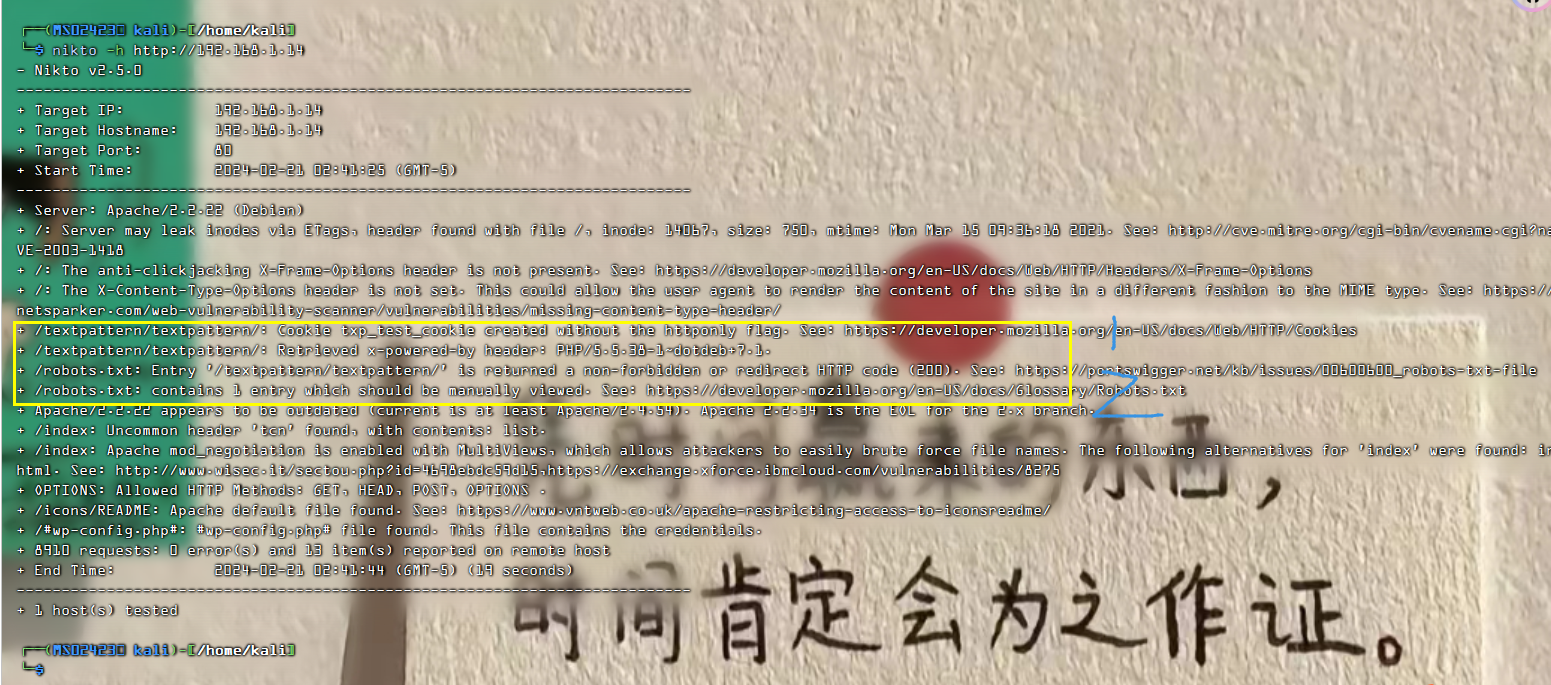 (MS02423㉿kali)-[/home/kali]
$ nikto -h http://192.168.1.14
- Nikto v2.5.0
---------------------------------------------------------------------------
+ Target IP:          192.168.1.14
+ Target Hostname:    192.168.1.14
+ Target Port:        80
+ Start Time:         2024-02-21 02:41:25 (GMT-5)
---------------------------------------------------------------------------
+ Server: Apache/2.2.22 (Debian)
+ /: Server may leak inodes via ETags, header found with file /, inode: 14067, size: 750, mtime: Mon Mar 15 09:36:18 2021. See: http://cve.mitre.org/cgi-bin/cvename.cgi?na
VE-2003-1418
+ /: The anti-clickjacking X-Frame-Options header is not present. See: https://developer.mozilla.org/en-US/docs/Web/HTTP/Headers/X-Frame-Options
+ /: The X-Content-Type-Options header is not set. This could allow the user agent to render the content of the site in a different fashion to the MIME type. See: https:/
netsparker.com/web-vulnerability-scanner/vulnerabilities/missing-content-type-header/
+ /textpattern/textpattern/: Cookie txp_test_cookie created without the httponly flag. See: https://developer.mozilla.org/en-US/docs/Web/HTTP/Cookies
+ /textpattern/textpattern/: Retrieved x-powered-by header: PHP/5.5.38-1~dotdeb+7.1.
+ /robots.txt: Entry '/textpattern/textpattern/' is returned a non-forbidden or redirect HTTP code (200). See: https://portswigger.net/kb/issues/00600600_robots-txt-file
+ /robots.txt: contains 1 entry which should be manually viewed. See: https://developer.mozilla.org/en-US/docs/Glossary/Robots.txt
+ Apache/2.2.22 appears to be outdated (current is at least Apache/2.4.54). Apache 2.2.34 is the EOL for the 2.x branch.
+ /index: Uncommon header 'tcn' found, with contents: list.
+ /index: Apache mod_negotiation is enabled with MultiViews, which allows attackers to easily brute force file names. The following alternatives for 'index' were found: in
html. See: http://www.wisec.it/sectou.php?id=4698ebdc59d15,https://exchange.xforce.ibmcloud.com/vulnerabilities/8275
+ OPTIONS: Allowed HTTP Methods: GET, HEAD, POST, OPTIONS .
+ /icons/README: Apache default file found. See: https://www.vntweb.co.uk/apache-restricting-access-to-iconsreadme/
+ /#wp-config.php#: #wp-config.php# file found. This file contains the credentials.
+ 8910 requests: 0 error(s) and 13 item(s) reported on remote host
+ End Time:           2024-02-21 02:41:44 (GMT-5) (19 seconds)
---------------------------------------------------------------------------
+ 1 host(s) tested
(MS02423㉿kali)-[/home/kali]
$
东西，
时间肯定会为之作证。